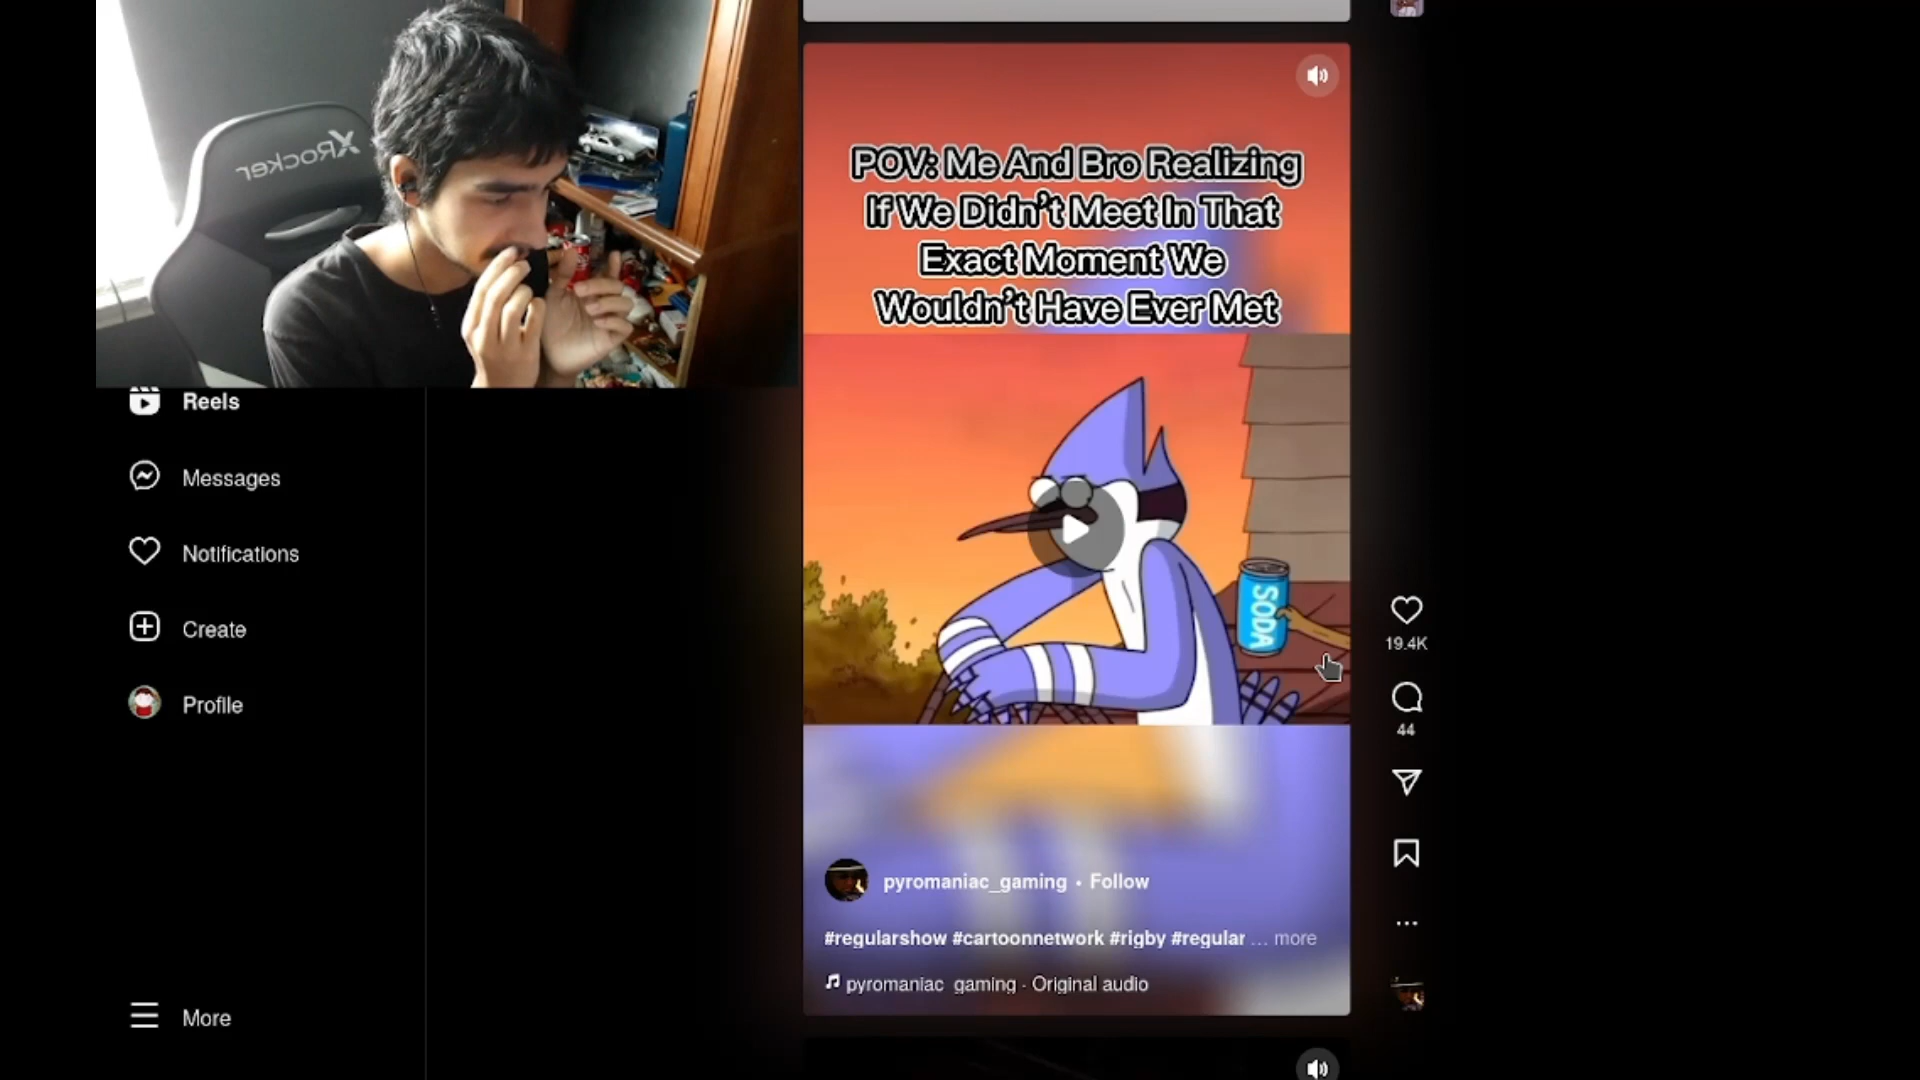 XRocker
POV: Me And Bro Realizing
If We Didn't Meet In That
Exact Moment We
Wouldn't Have Ever Met
SODA
Reels
Messages
Notifications
Create
Profile
More
19.4K
44
pyromaniac_gaming • Follow
#regularshow #cartoonnetwork #rigby #regular ... more
pyromaniac_gaming · Original audio